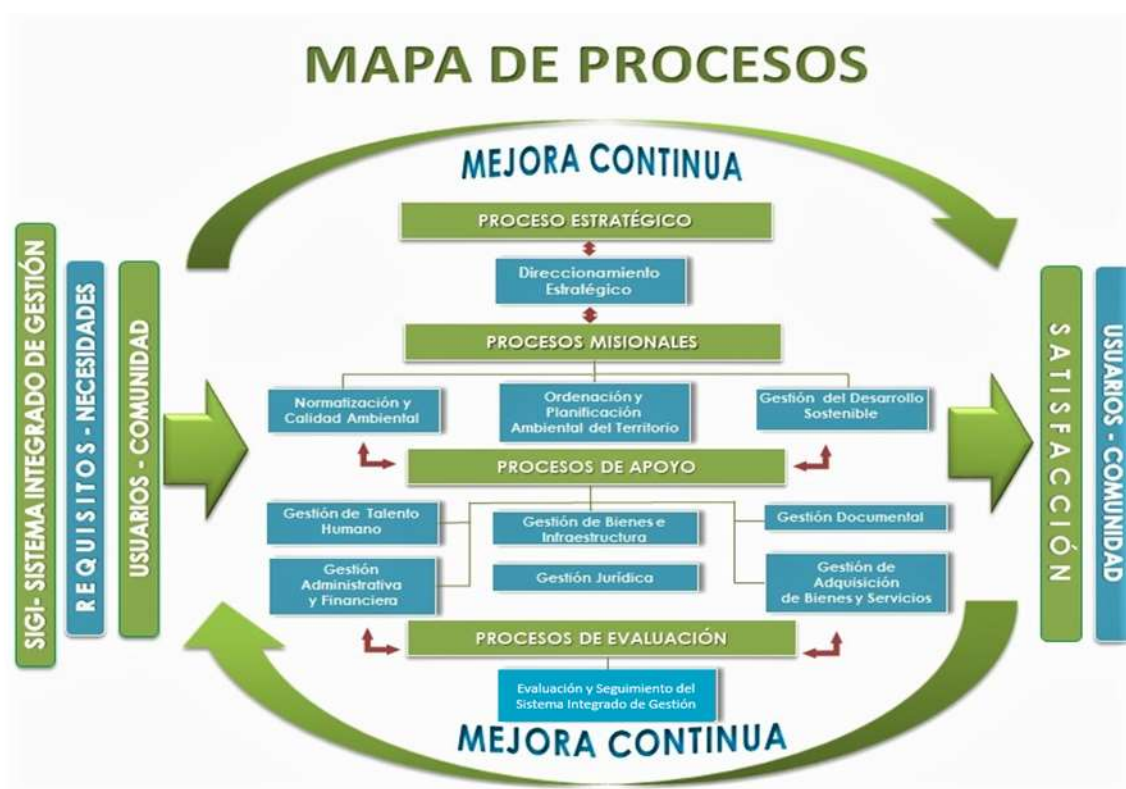 MAPA DE PROCESOS
MEJORA CONTINUA
SIGI- SISTEMA INTEGRADO DE GESTIÓN
REQUISITOS - NECESIDADES
USUARIOS - COMUNIDAD
PROCESO ESTRATÉGICO
Direccionamiento
Estratégico
PROCESOS MISIONALES
Normatización y
Calidad Ambiental
Ordenación y
Planificación
Ambiental del Territorio
Gestión del Desarrollo
Sostenible
PROCESOS DE APOYO
Gestión de Talento
Humano
Gestión de Bienes e
Infraestructura
Gestión Documental
Gestión
Administrativa
y Financiera
Gestión Jurídica
Gestión de
Adquisición
de Bienes y Servicios
PROCESOS DE EVALUACIÓN
Evaluación y Seguimiento del
Sistema Integrado de Gestión
MEJORA CONTINUA
SATISFACCIÓN
USUARIOS - COMUNIDAD